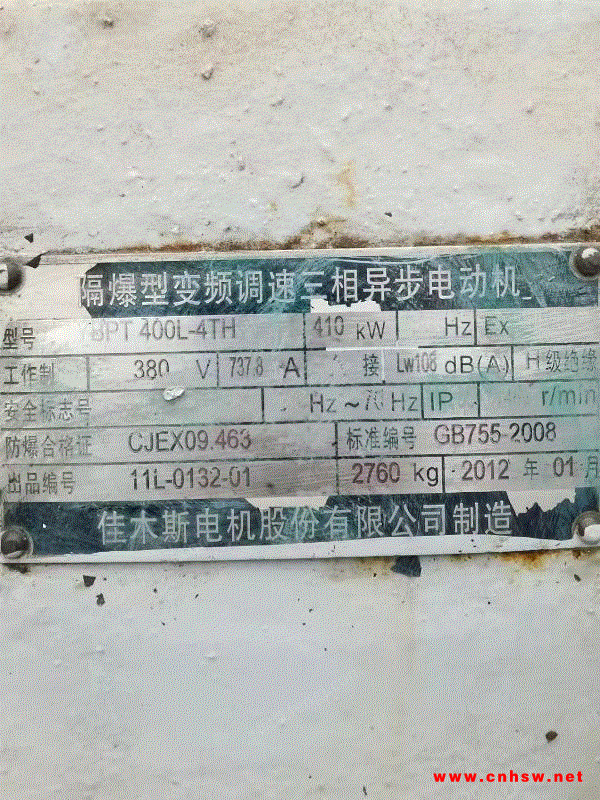 隔爆型变频调速三相异步电动机
型号 BPT 400L-4TH 410 kW Hz Ex
工作制 380 V 737.8 A 接 Lw108 dB(A) H 级绝缘
安全标志号 Hz~ Hz IP r/min
防爆合格证 CJEX09.463 标准编号 GB755-2008
出品编号 11L-0132-01 2760 kg 2012 年 01 月
佳木斯电机股份有限公司制造
www.cnhsw.net